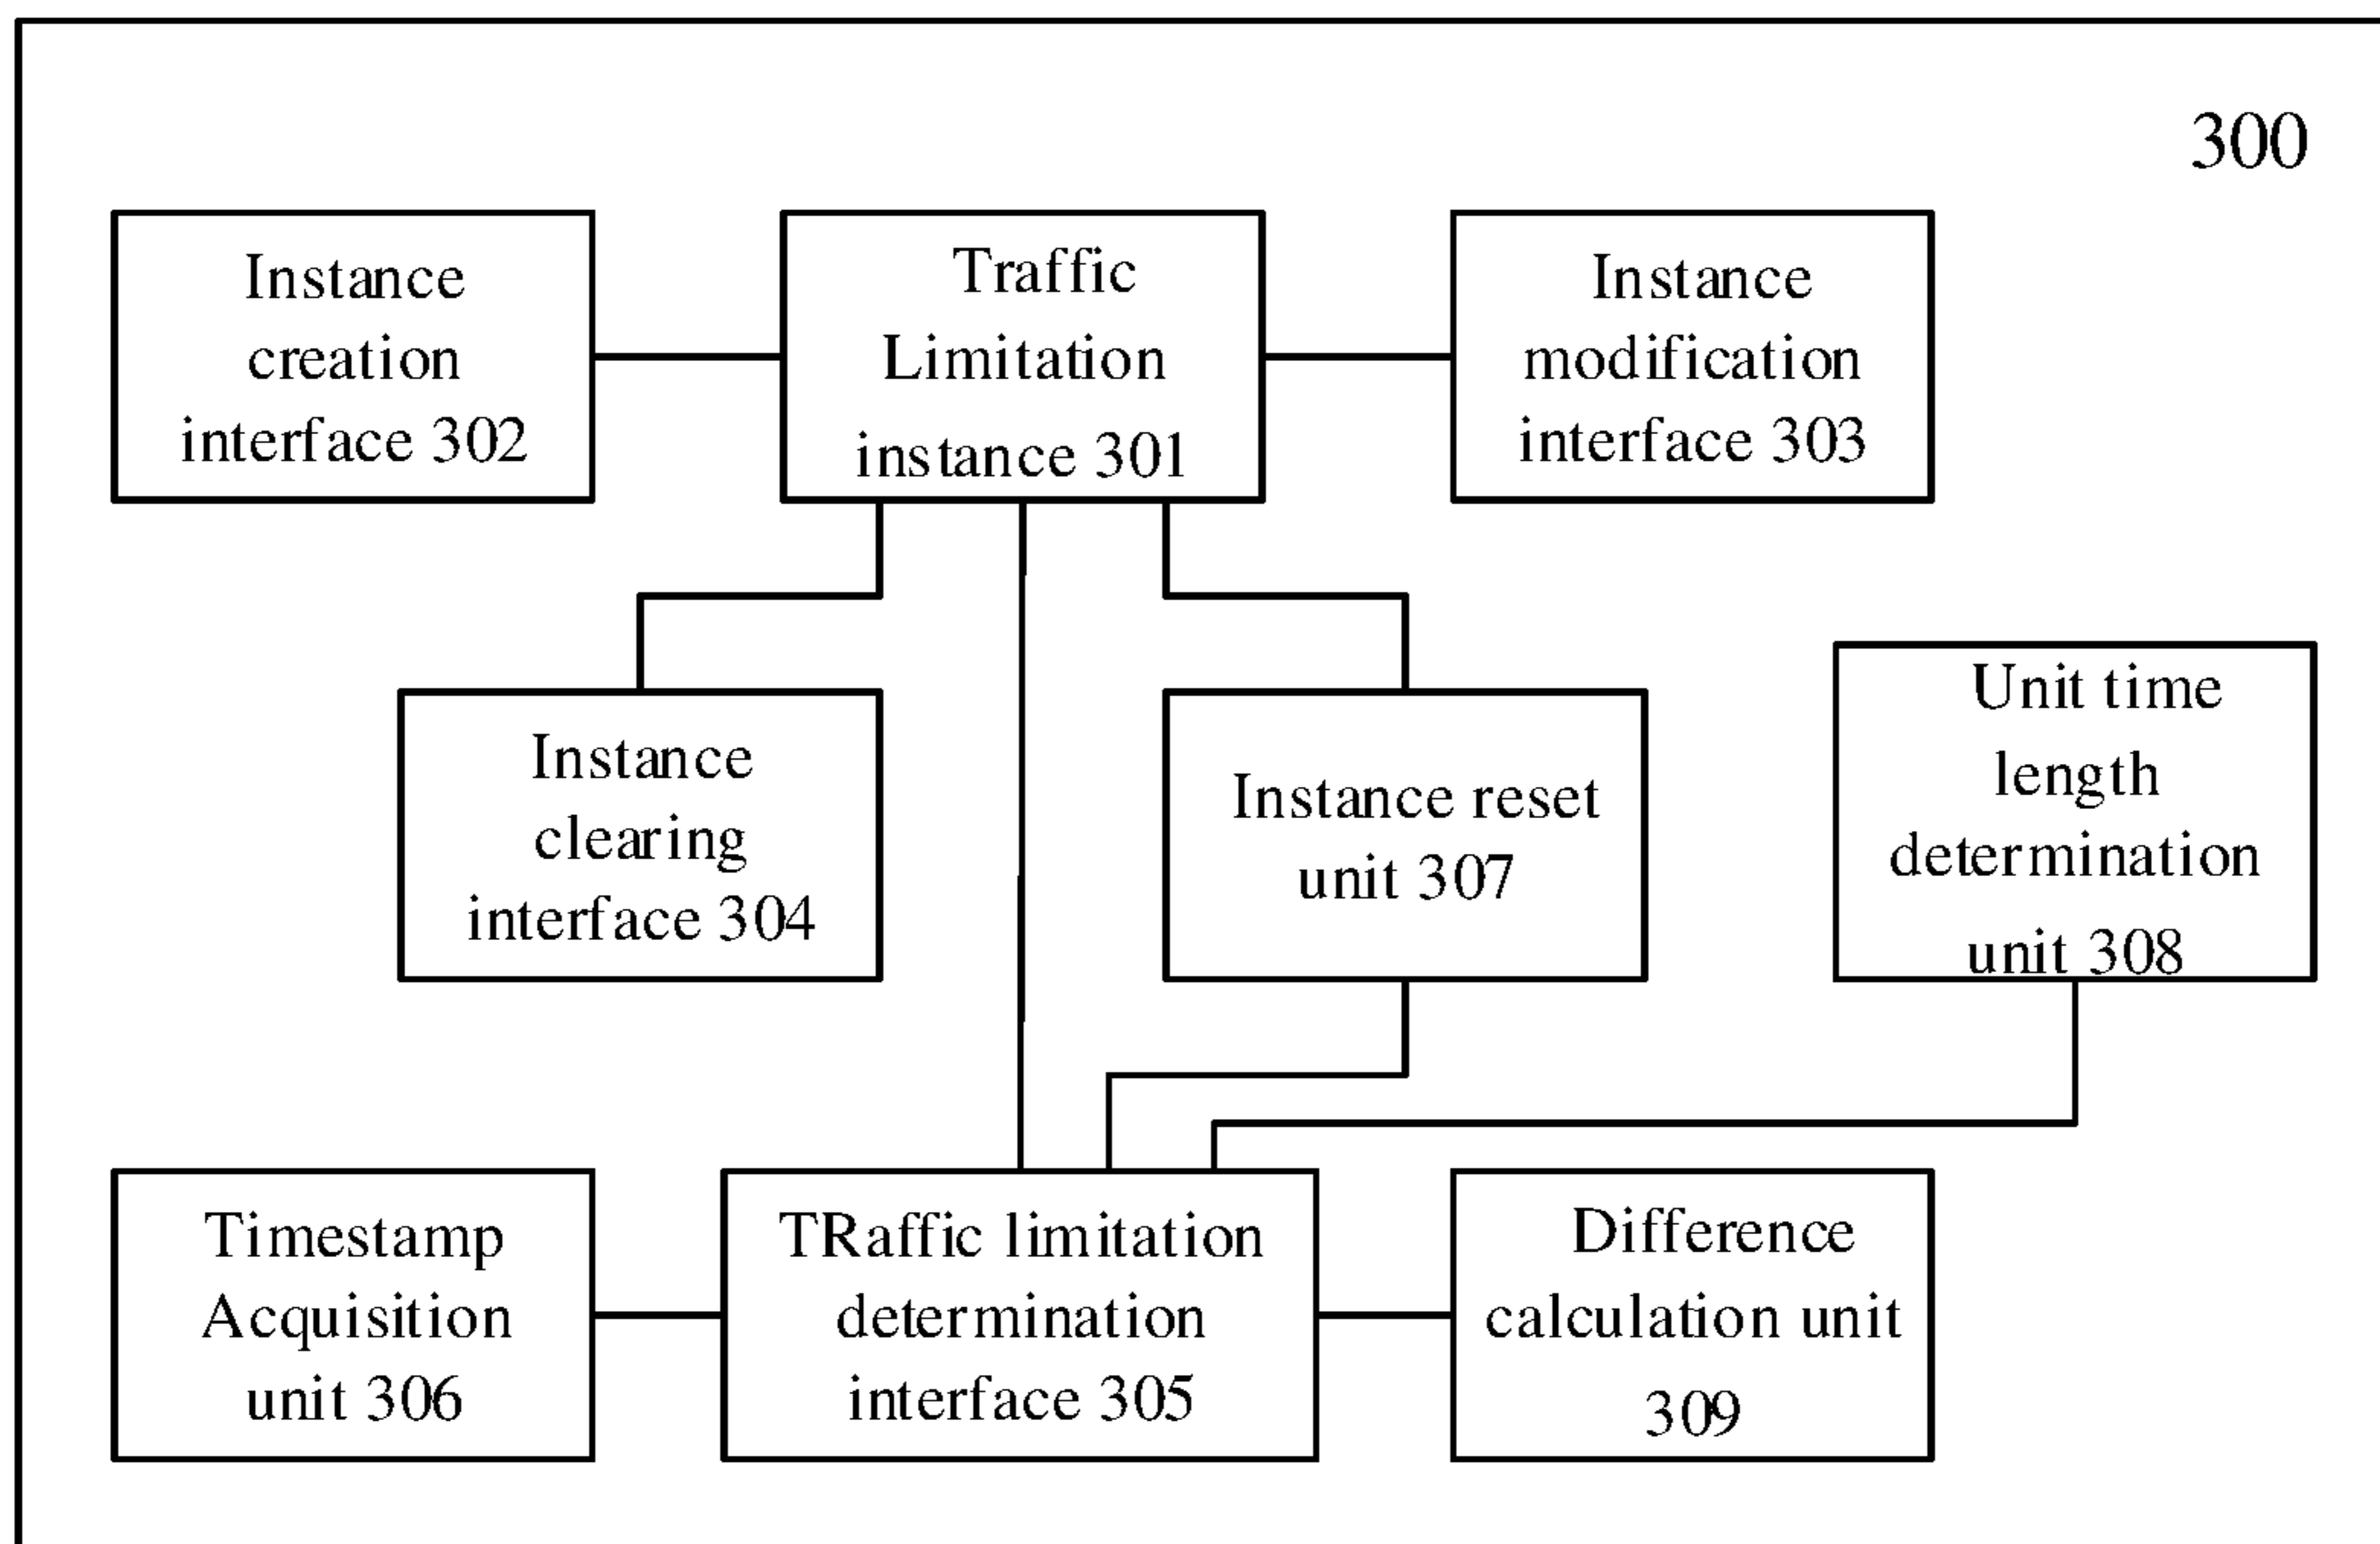 300
Instance
creation
interface 302
Traffic
Limitation
instance 301
Instance
modification
interface 303
Instance
clearing
interface 304
Instance reset
unit 307
Unit time
length
determination
unit 308
Timestamp
Acquisition
unit 306
TRaffic limitation
determination
interface 305
Difference
calculation unit
309